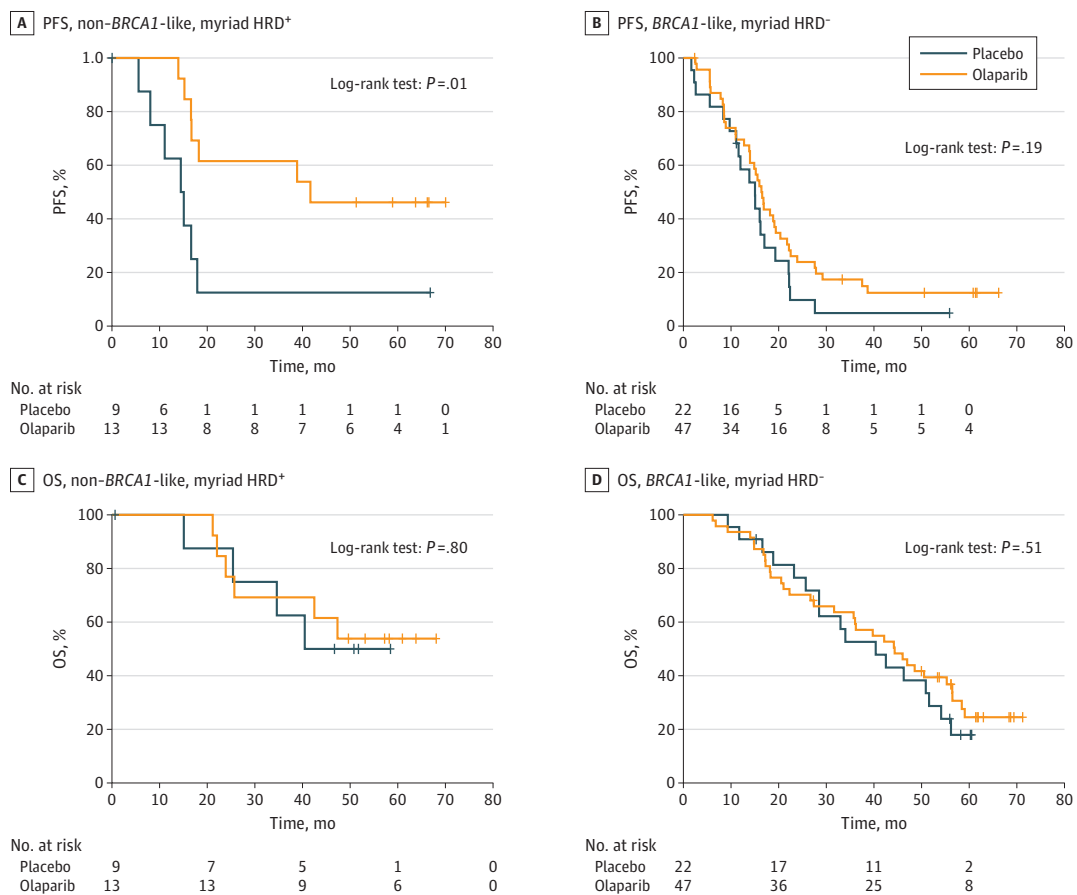 A PFS, non-BRCA1-like, myriad HRD+
1.0
80
60
40
20
0
PFS, %
Log-rank test: P=.01
0 10 20 30 40 50 60 70 80
Time, mo
No. at risk
Placebo 9 6 1 1 1 1 1 0
Olaparib 13 13 8 8 7 6 4 1
B PFS, BRCA1-like, myriad HRD-
Placebo
Olaparib
100
80
60
40
20
0
PFS, %
Log-rank test: P=.19
0 10 20 30 40 50 60 70 80
Time, mo
No. at risk
Placebo 22 16 5 1 1 1 0
Olaparib 47 34 16 8 5 5 4
C OS, non-BRCA1-like, myriad HRD+
100
80
60
40
20
0
OS, %
Log-rank test: P=.80
0 10 20 30 40 50 60 70 80
Time, mo
No. at risk
Placebo 9 7 5 1 0
Olaparib 13 13 9 6 0
D OS, BRCA1-like, myriad HRD-
100
80
60
40
20
0
OS, %
Log-rank test: P=.51
0 10 20 30 40 50 60 70 80
Time, mo
No. at risk
Placebo 22 17 11 2
Olaparib 47 36 25 8